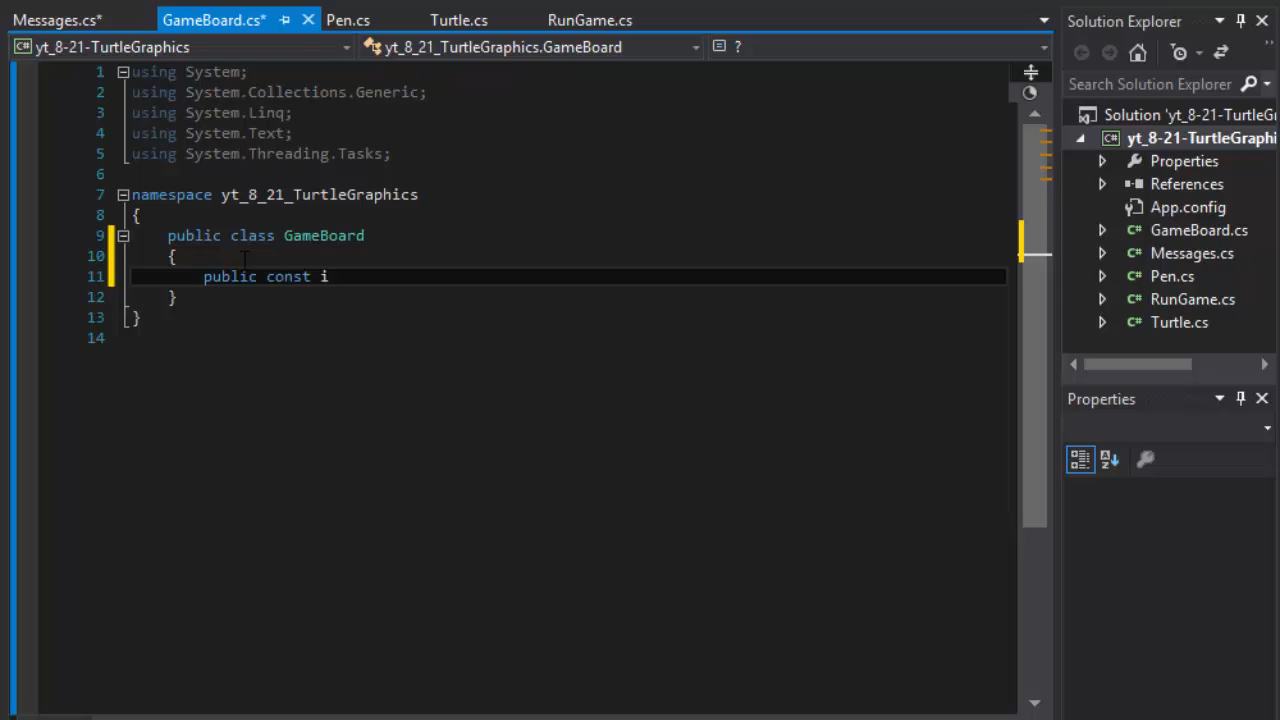 Messages.cs* GameBoard.cs* Pen.cs Turtle.cs RunGame.cs
C# yt_8-21-TurtleGraphics yt_8_21_TurtleGraphics.GameBoard ?
1 using System;
2 using System.Collections.Generic;
3 using System.Linq;
4 using System.Text;
5 using System.Threading.Tasks;
6
7 namespace yt_8_21_TurtleGraphics
8 {
9 public class GameBoard
10 {
11 public const i
12 }
13 }
14
Solution Explorer
Search Solution Explorer
Solution 'yt_8-21-TurtleG
C# yt_8-21-TurtleGraphi
Properties
References
App.config
C# GameBoard.cs
C# Messages.cs
C# Pen.cs
C# RunGame.cs
C# Turtle.cs
Properties